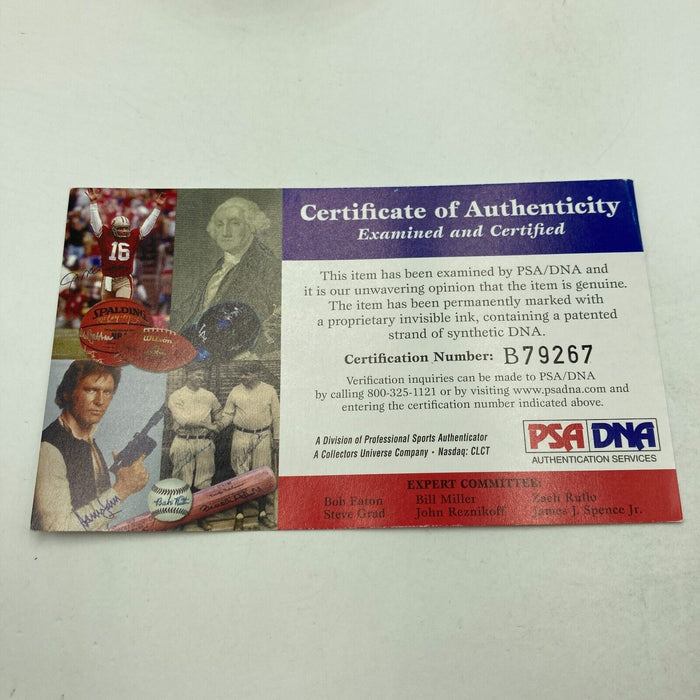 Certificate of Authenticity
Examined and Certified
This item has been examined by PSA/DNA and
it is our unwavering opinion that the item is genuine.
The item has been permanently marked with
a proprietary invisible ink, containing a patented
strand of synthetic DNA.
Certification Number: B79267
Verification inquiries can be made to PSA/DNA
by calling 800-325-1121 or by visiting www.psadna.com and
entering the certification number indicated above.
A Division of Professional Sports Authenticator
A Collectors Universe Company - Nasdaq: CLCT
PSA DNA
AUTHENTICATION SERVICES
EXPERT COMMITTEE:
Bob Eaton Bill Miller Zach Rullo
Steve Grad John Reznikoff James J. Spence Jr.
16
SPALDING
Wilson
Babe Ruth